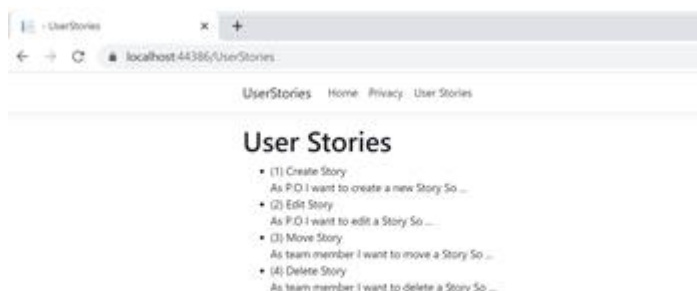 - UserStories
localhost:44386/UserStories
UserStories Home Privacy User Stories
User Stories
(1) Create Story
As P.O I want to create a new Story So ...
(2) Edit Story
As P.O I want to edit a Story So ...
(3) Move Story
As team member I want to move a Story So ...
(4) Delete Story
As team member I want to delete a Story So ...